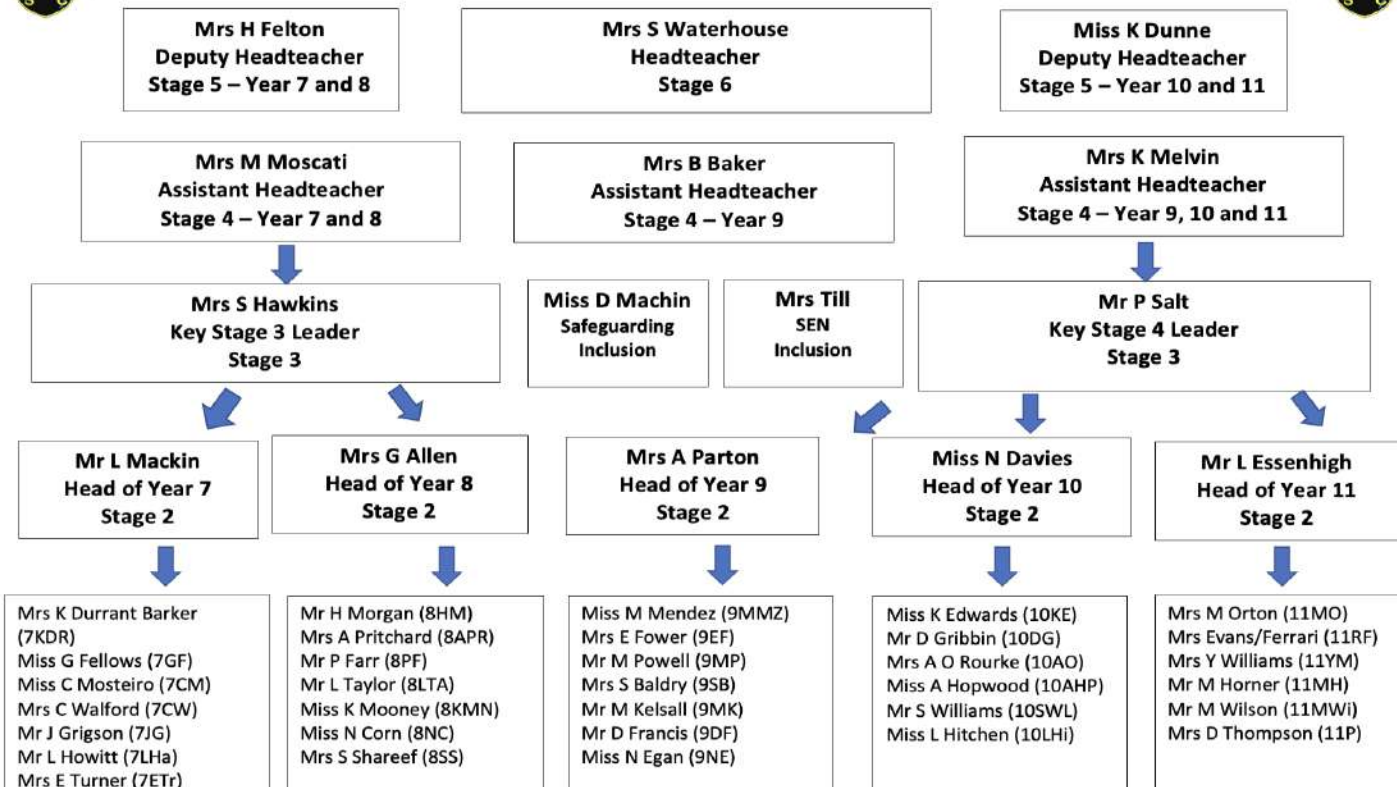 Mrs H Felton
Deputy Headteacher
Stage 5 – Year 7 and 8
Mrs S Waterhouse
Headteacher
Stage 6
Miss K Dunne
Deputy Headteacher
Stage 5 – Year 10 and 11
Mrs M Moscati
Assistant Headteacher
Stage 4 – Year 7 and 8
Mrs B Baker
Assistant Headteacher
Stage 4 – Year 9
Mrs K Melvin
Assistant Headteacher
Stage 4 – Year 9, 10 and 11
Mrs S Hawkins
Key Stage 3 Leader
Stage 3
Miss D Machin
Safeguarding
Inclusion
Mrs Till
SEN
Inclusion
Mr P Salt
Key Stage 4 Leader
Stage 3
Mr L Mackin
Head of Year 7
Stage 2
Mrs G Allen
Head of Year 8
Stage 2
Mrs A Parton
Head of Year 9
Stage 2
Miss N Davies
Head of Year 10
Stage 2
Mr L Essenhigh
Head of Year 11
Stage 2
Mrs K Durrant Barker
(7KDR)
Miss G Fellows (7GF)
Miss C Mosteiro (7CM)
Mrs C Walford (7CW)
Mr J Grigson (7JG)
Mr L Howitt (7LHa)
Mrs E Turner (7ETr)
Mr H Morgan (8HM)
Mrs A Pritchard (8APR)
Mr P Farr (8PF)
Mr L Taylor (8LTA)
Miss K Mooney (8KMN)
Miss N Corn (8NC)
Mrs S Shareef (8SS)
Miss M Mendez (9MMZ)
Mrs E Fower (9EF)
Mr M Powell (9MP)
Mrs S Baldry (9SB)
Mr M Kelsall (9MK)
Mr D Francis (9DF)
Miss N Egan (9NE)
Miss K Edwards (10KE)
Mr D Gribbin (10DG)
Mrs A O Rourke (10AO)
Miss A Hopwood (10AHP)
Mr S Williams (10SWL)
Miss L Hitchen (10LHi)
Mrs M Orton (11MO)
Mrs Evans/Ferrari (11RF)
Mrs Y Williams (11YM)
Mr M Horner (11MH)
Mr M Wilson (11MWi)
Mrs D Thompson (11P)